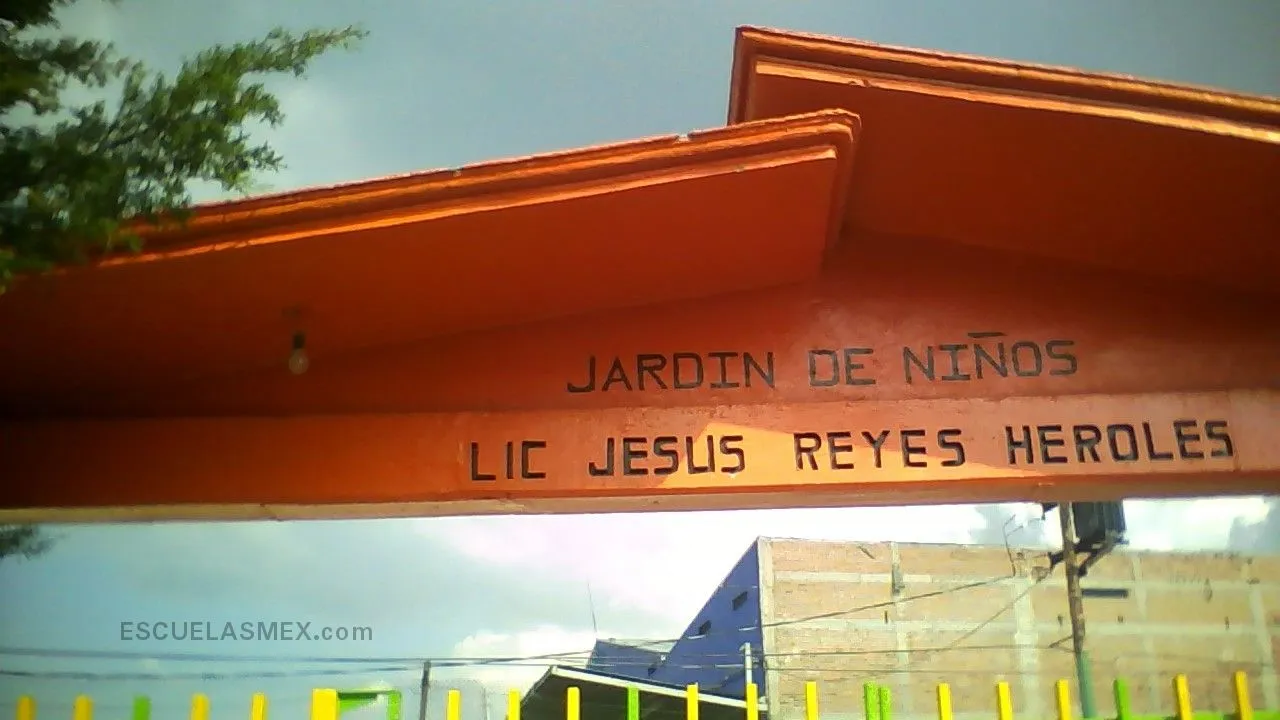 JARDIN DE NIÑOS
LIC JESUS REYES HEROLES
ESCUELASMEX.com